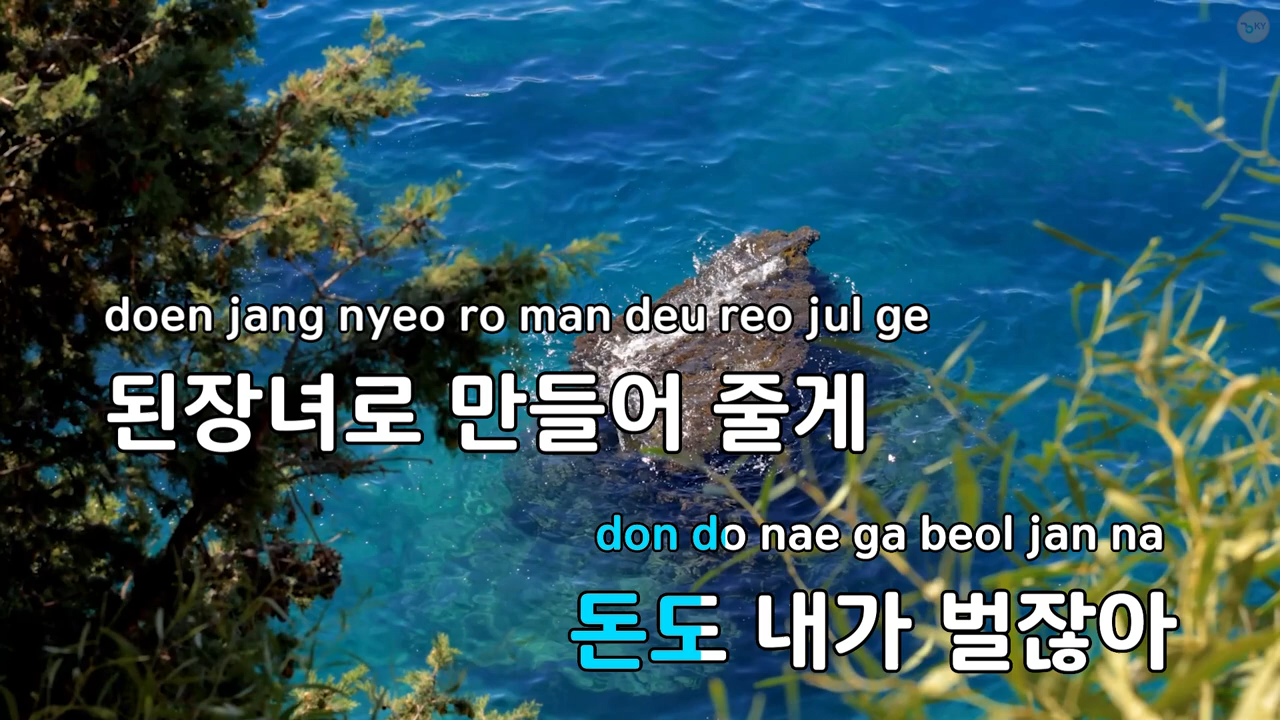 KY
doen jang nyeo ro man deu reo jul ge
된장녀로 만들어 줄게
don do nae ga beol jan na
돈도 내가 벌잖아